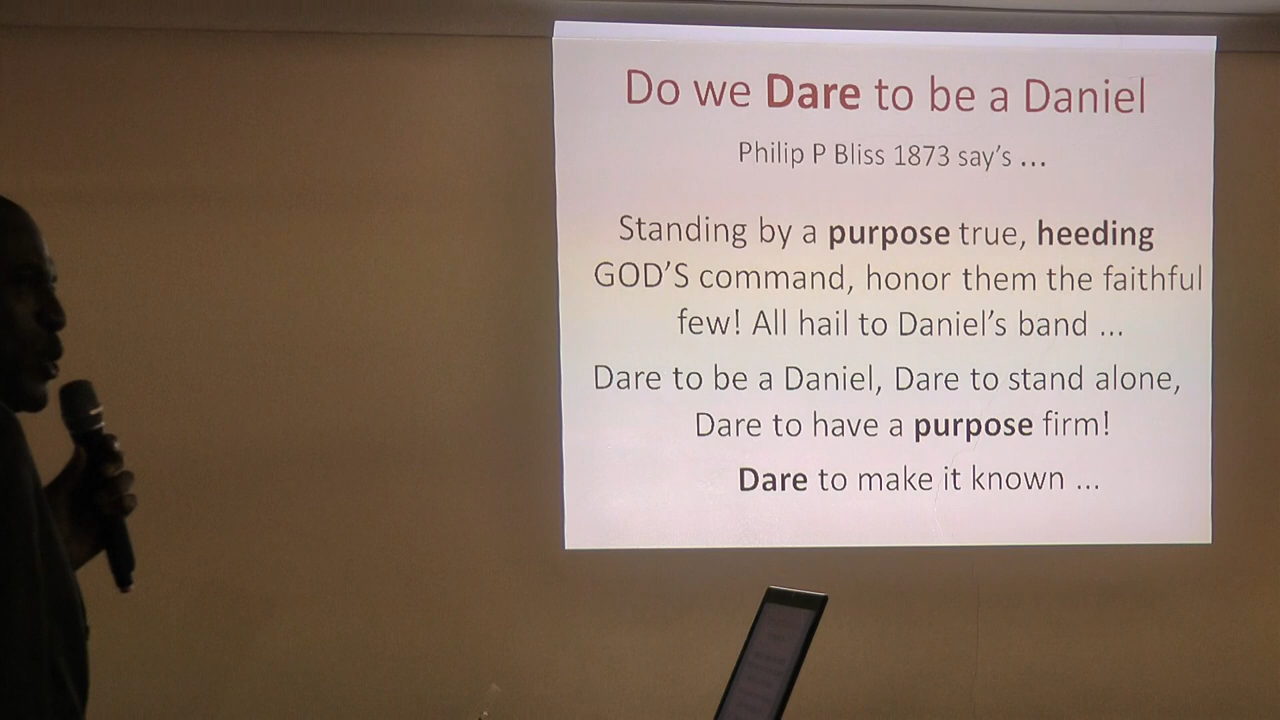 Do we Dare to be a Daniel
Philip P Bliss 1873 say's ...
Standing by a purpose true, heeding
GOD'S command, honor them the faithful
few! All hail to Daniel's band ...
Dare to be a Daniel, Dare to stand alone,
Dare to have a purpose firm!
Dare to make it known ...